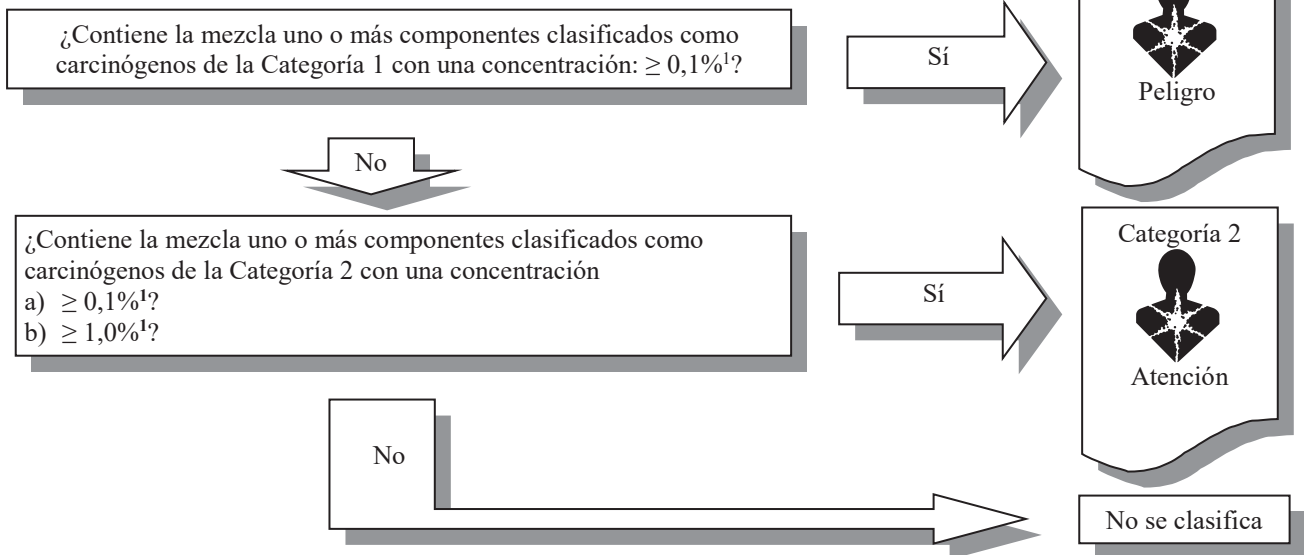 ¿Contiene la mezcla uno o más componentes clasificados como
carcinógenos de la Categoría 1 con una concentración: ≥ 0,1%¹?
Sí
Peligro
No
¿Contiene la mezcla uno o más componentes clasificados como
carcinógenos de la Categoría 2 con una concentración
a) ≥ 0,1%¹?
b) ≥ 1,0%¹?
Sí
Categoría 2
Atención
No
No se clasifica